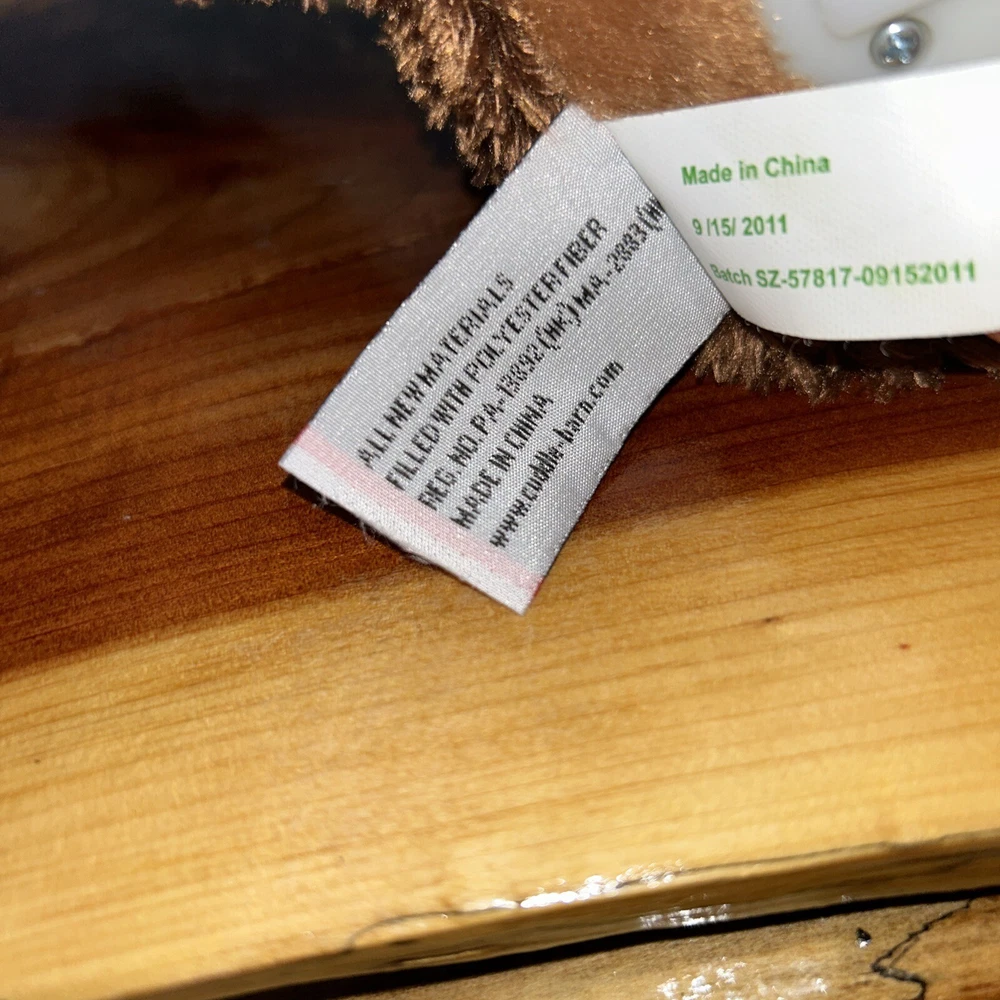 ALL NEW MATERIALS
FILLED WITH POLYESTER FIBER
REG. NO. PA-13892(HK) MA-2883(HK
MADE IN CHINA
www.cuddle-barn.com
Made in China
9 /15/ 2011
Batch SZ-57817-09152011